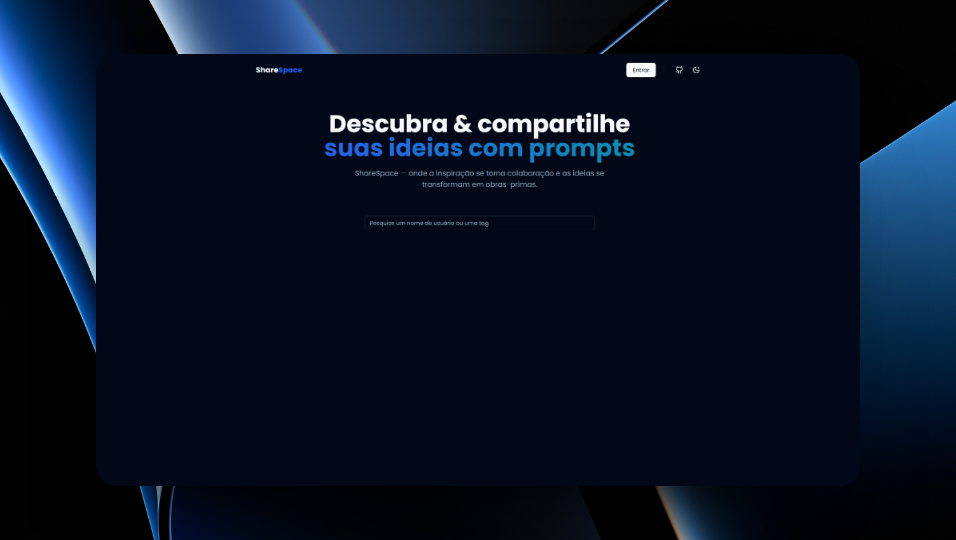 ShareSpace
Entrar
Descubra & compartilhe
suas ideias com prompts
ShareSpace — onde a inspiração se torna colaboração e as ideias se
transformam em obras-primas.
Pesquise um nome de usuário ou uma tag